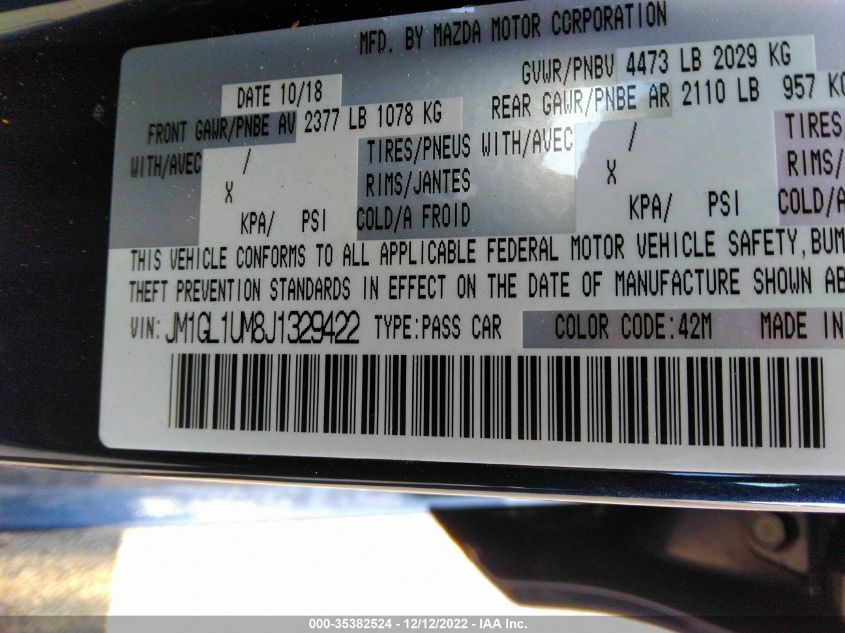 MFD. BY MAZDA MOTOR CORPORATION
DATE 10/18 GVWR/PNBV 4473 LB 2029 KG
FRONT GAWR/PNBE AV 2377 LB 1078 KG REAR GAWR/PNBE AR 2110 LB 957 KG
WITH/AVEC / TIRES/PNEUS WITH/AVEC / TIRES/
X RIMS/JANTES X RIMS/
KPA/ PSI COLD/A FROID KPA/ PSI COLD/A
THIS VEHICLE CONFORMS TO ALL APPLICABLE FEDERAL MOTOR VEHICLE SAFETY, BUM
THEFT PREVENTION STANDARDS IN EFFECT ON THE DATE OF MANUFACTURE SHOWN AB
VIN: JM1GL1UM8J1329422 TYPE:PASS CAR COLOR CODE:42M MADE IN
000-35382524 - 12/12/2022 - IAA Inc.